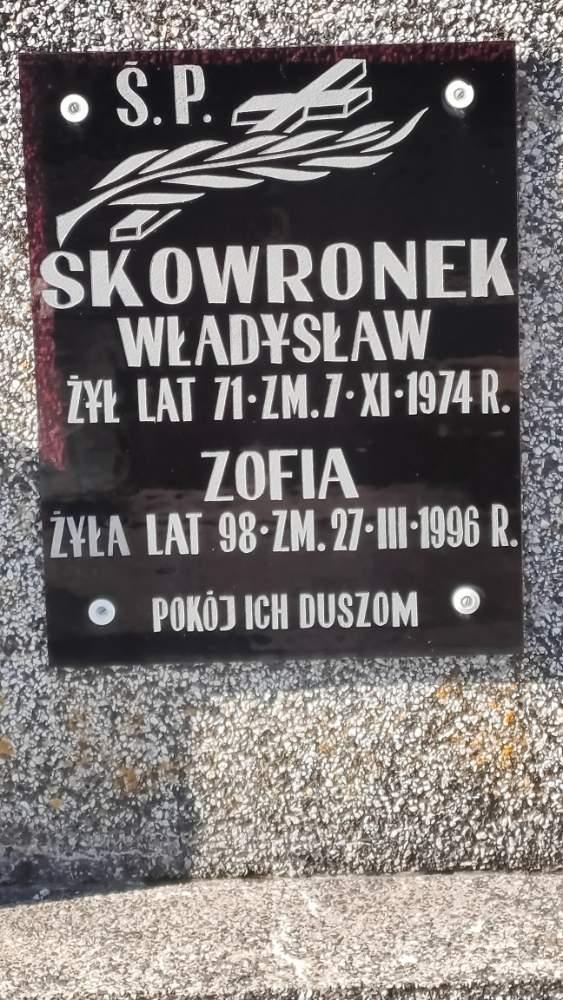 Ś.P.
SKOWRONEK
WŁADYSŁAW
ŻYŁ LAT 71·ZM.7·XI·1974 R.
ZOFIA
ŻYŁA LAT 98·ZM.27·III·1996 R.
POKÓJ ICH DUSZOM